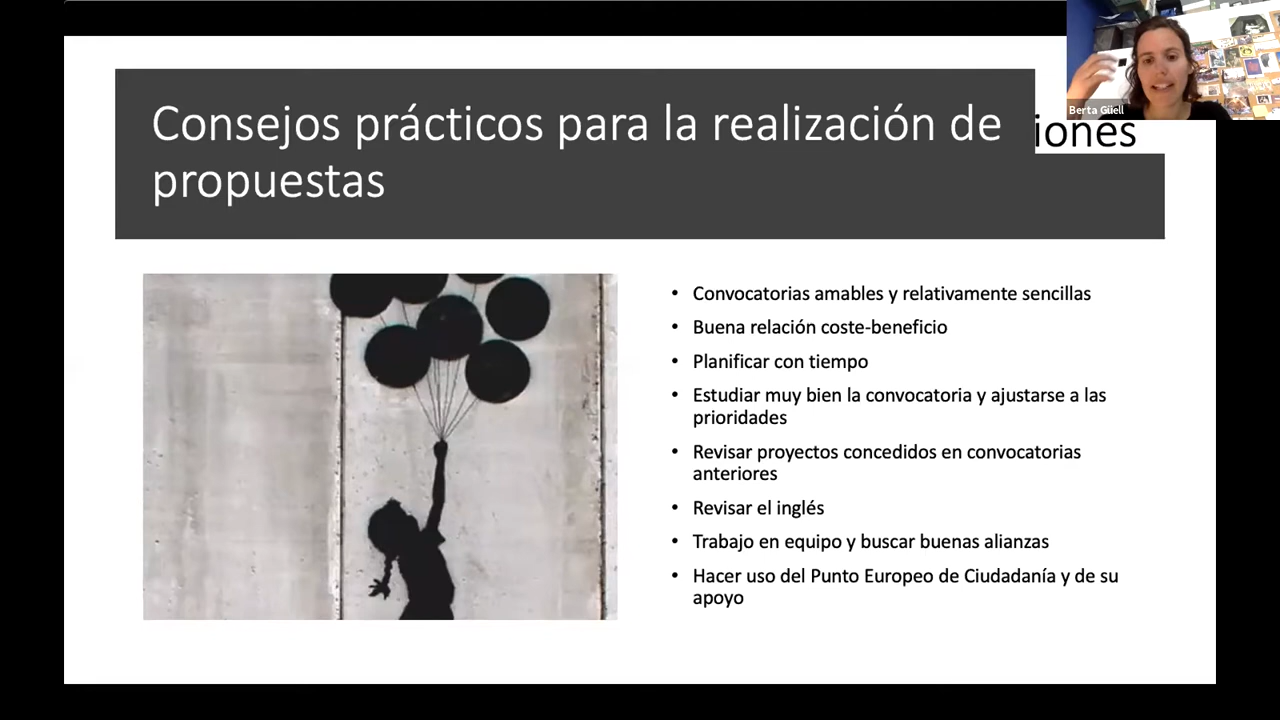 Berta Güell
Consejos prácticos para la realización de
iones
propuestas
• Convocatorias amables y relativamente sencillas
• Buena relación coste-beneficio
• Planificar con tiempo
• Estudiar muy bien la convocatoria y ajustarse a las
prioridades
• Revisar proyectos concedidos en convocatorias
anteriores
• Revisar el inglés
• Trabajo en equipo y buscar buenas alianzas
• Hacer uso del Punto Europeo de Ciudadanía y de su
apoyo